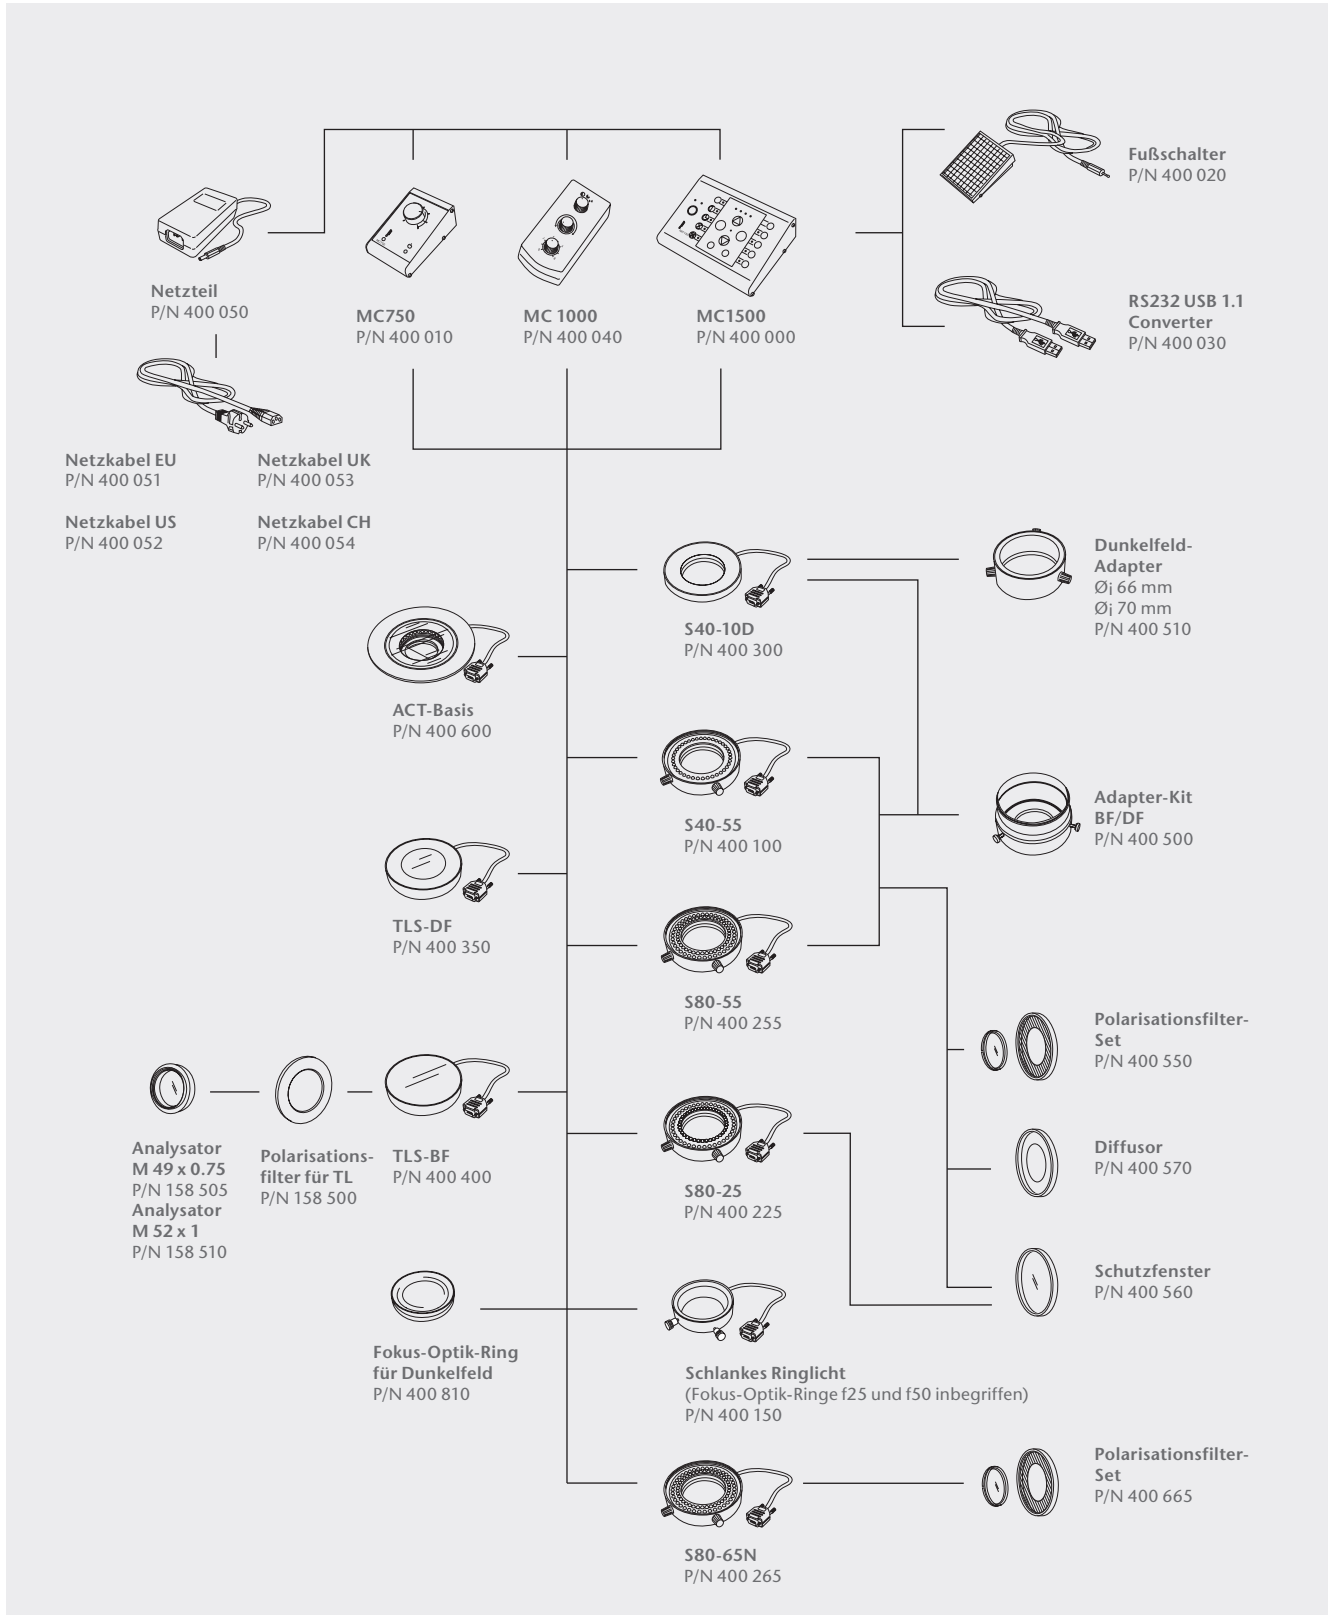 Fußschalter
P/N 400 020
Netzteil
P/N 400 050
MC750
P/N 400 010
MC 1000
P/N 400 040
MC1500
P/N 400 000
RS232 USB 1.1
Converter
P/N 400 030
Netzkabel EU
P/N 400 051
Netzkabel UK
P/N 400 053
Netzkabel US
P/N 400 052
Netzkabel CH
P/N 400 054
S40-10D
P/N 400 300
Dunkelfeld-
Adapter
Øi 66 mm
Øi 70 mm
P/N 400 510
ACT-Basis
P/N 400 600
S40-55
P/N 400 100
Adapter-Kit
BF/DF
P/N 400 500
TLS-DF
P/N 400 350
S80-55
P/N 400 255
Polarisationsfilter-
Set
P/N 400 550
Analysator
M 49 x 0.75
P/N 158 505
Analysator
M 52 x 1
P/N 158 510
Polarisations-
filter für TL
P/N 158 500
TLS-BF
P/N 400 400
S80-25
P/N 400 225
Diffusor
P/N 400 570
Schutzfenster
P/N 400 560
Fokus-Optik-Ring
für Dunkelfeld
P/N 400 810
Schlankes Ringlicht
(Fokus-Optik-Ringe f25 und f50 inbegriffen)
P/N 400 150
Polarisationsfilter-
Set
P/N 400 665
S80-65N
P/N 400 265